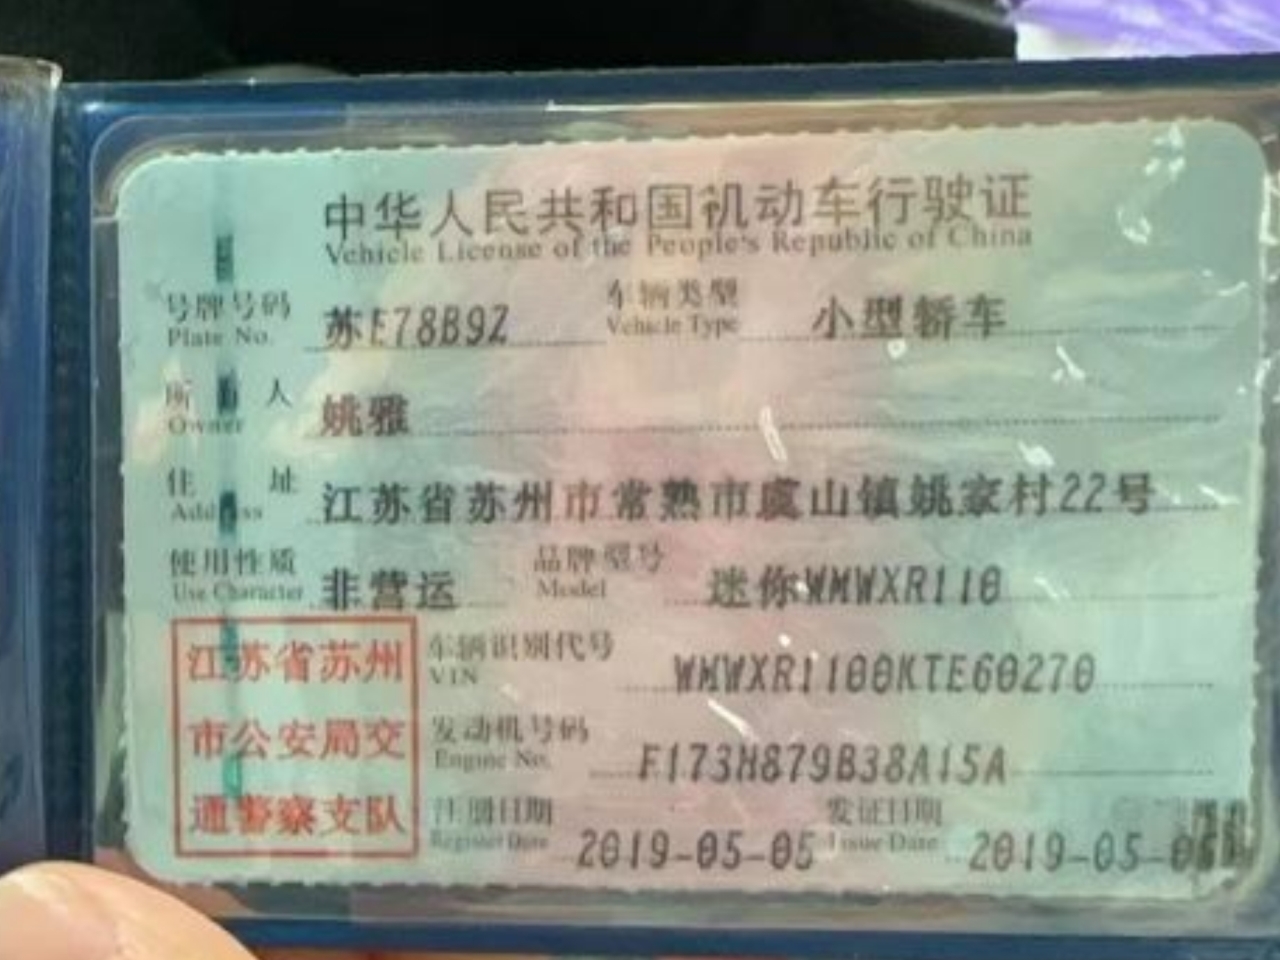 中华人民共和国机动车行驶证
Vehicle License of the People's Republic of China
号牌号码 苏E78B9Z 车辆类型 小型轿车
Plate No. Vehicle Type
所有人 姚雅
Owner
住址 江苏省苏州市常熟市虞山镇姚家村22号
Address
使用性质 非营运 品牌型号 迷你WMWXR110
Use Character Model
江苏省苏州 车辆识别代号 WMWXR1100KTE60270
VIN
市公安局交 发动机号码 F173H879B38A15A
Engine No.
通警察支队 注册日期 2019-05-05 发证日期 2019-05-
Register Date Issue Date